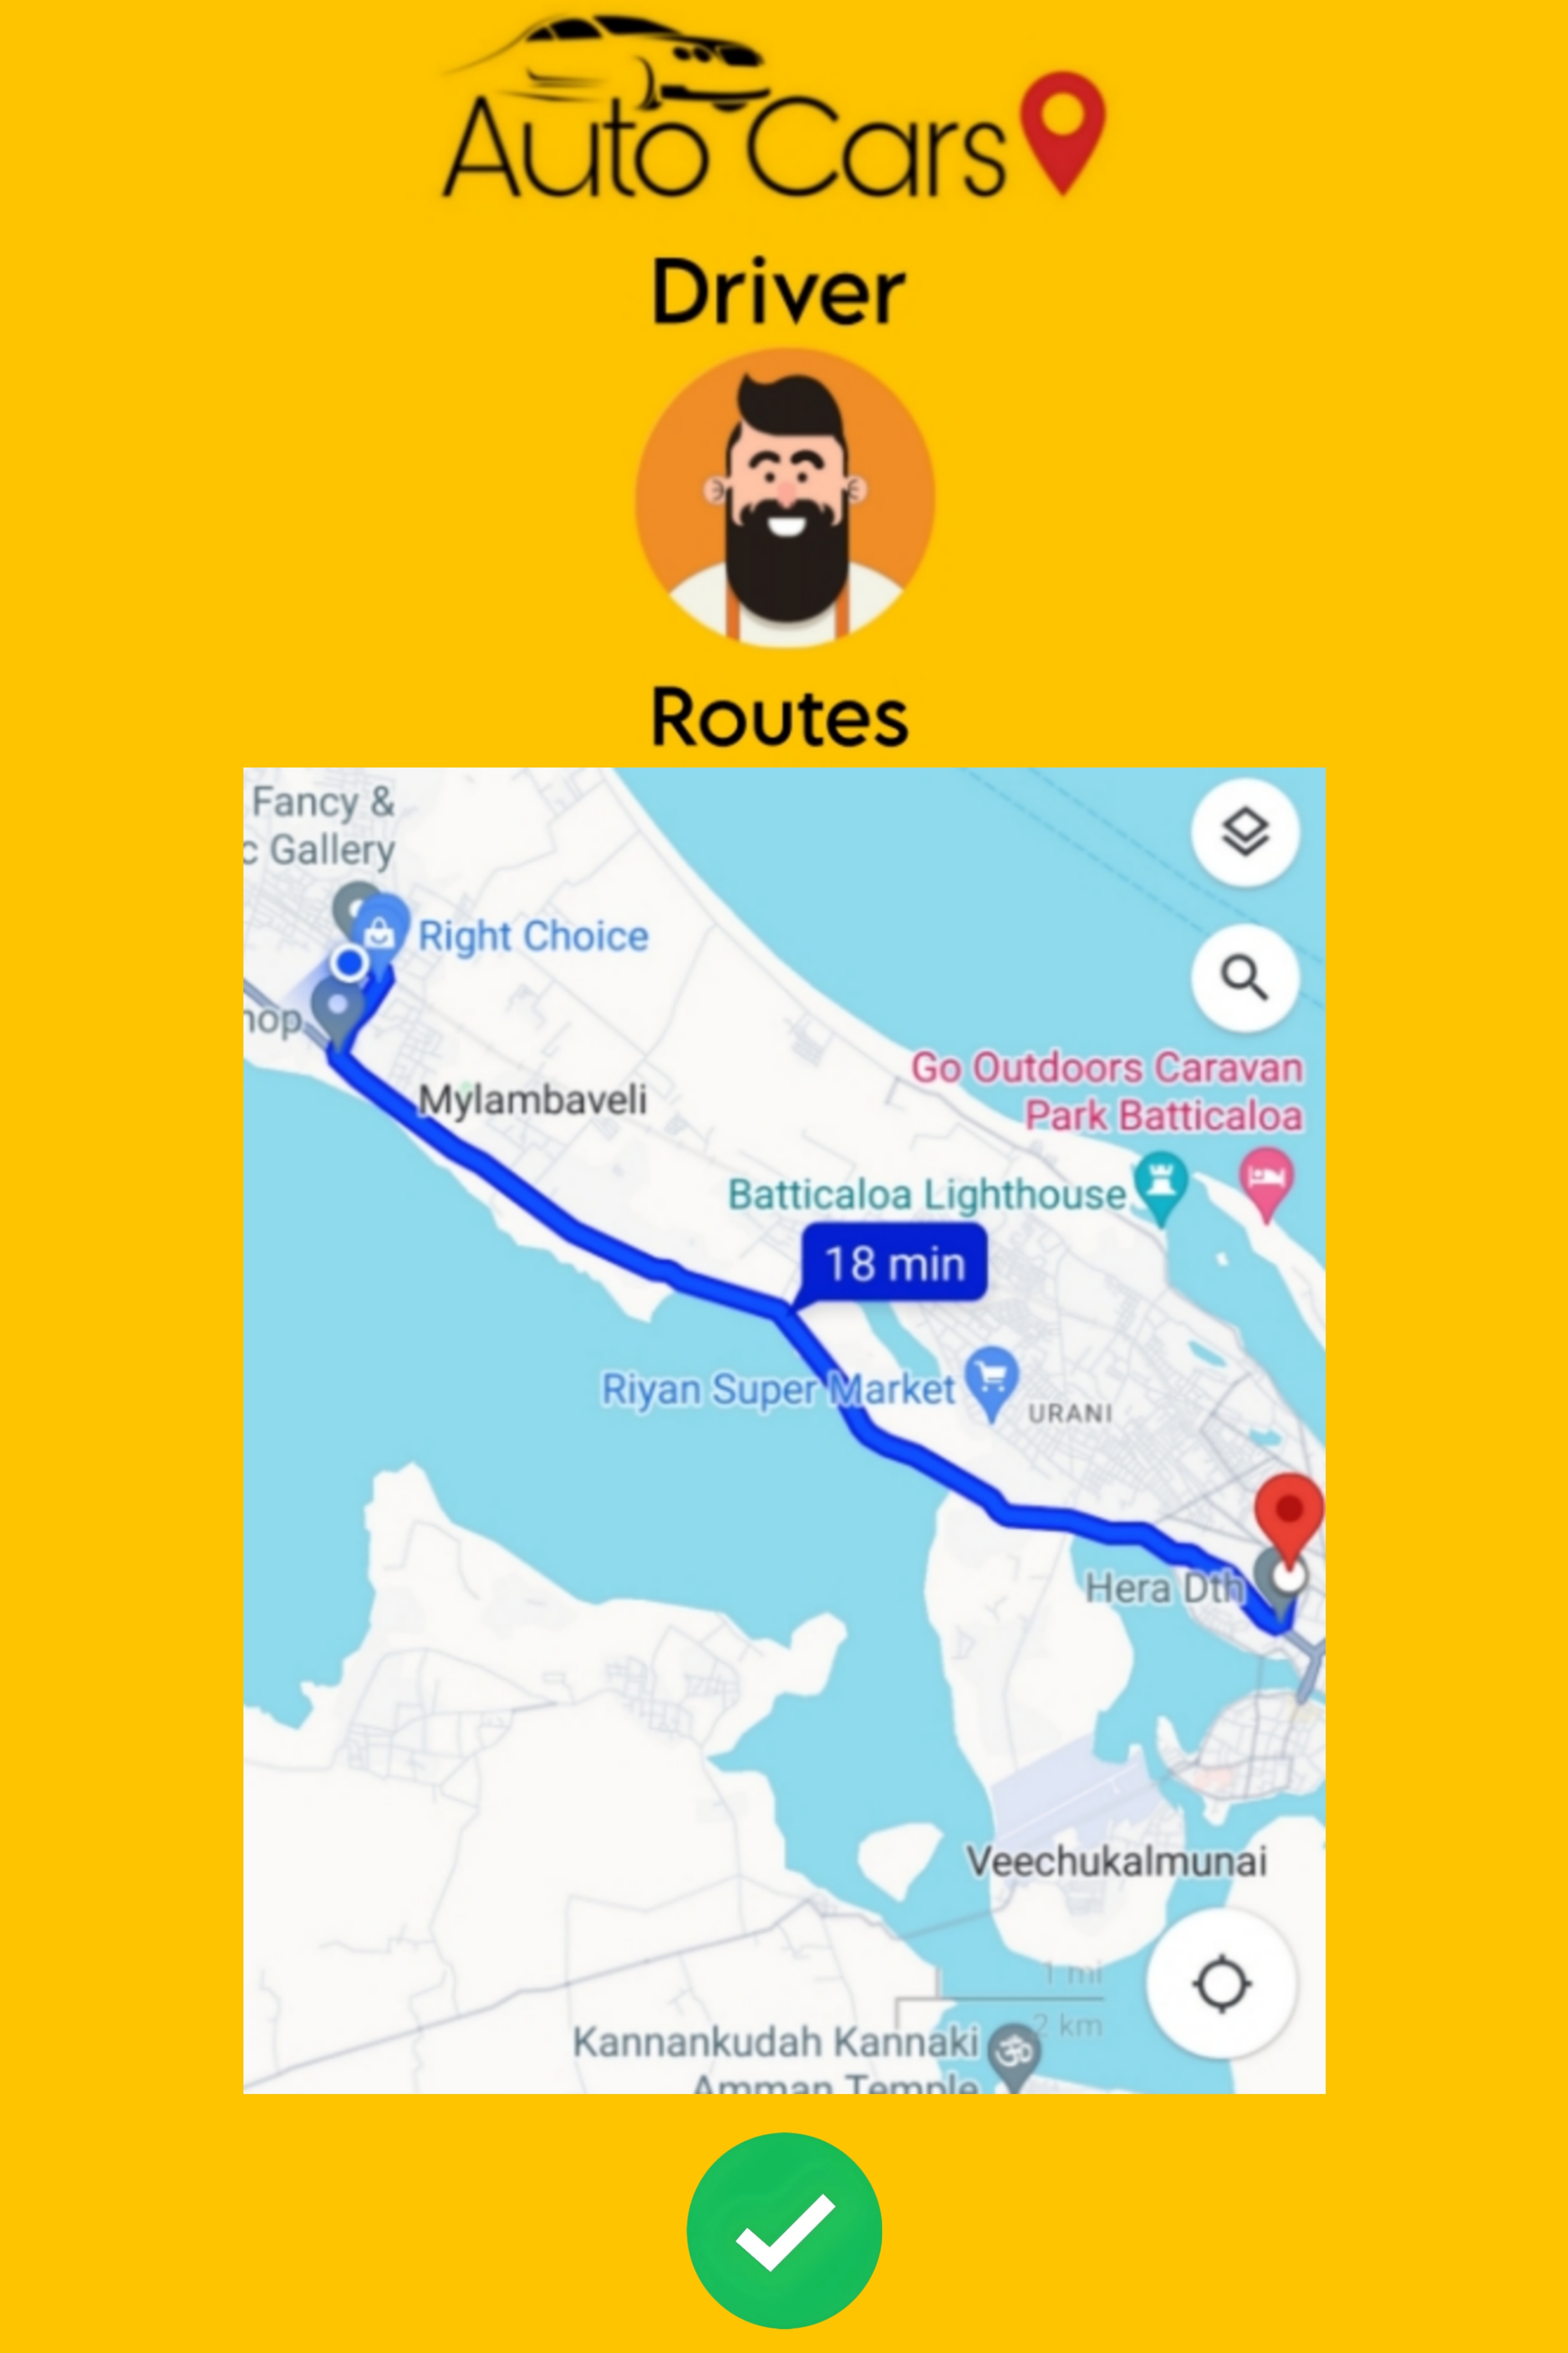 Auto Cars
Driver
Routes
Fancy &
c Gallery
Right Choice
hop
Mylambaveli
Go Outdoors Caravan
Park Batticaloa
Batticaloa Lighthouse
18 min
Riyan Super Market
URANI
Hera Dth
Veechukalmunai
1 mi
2 km
Kannankudah Kannaki
Amman Temple